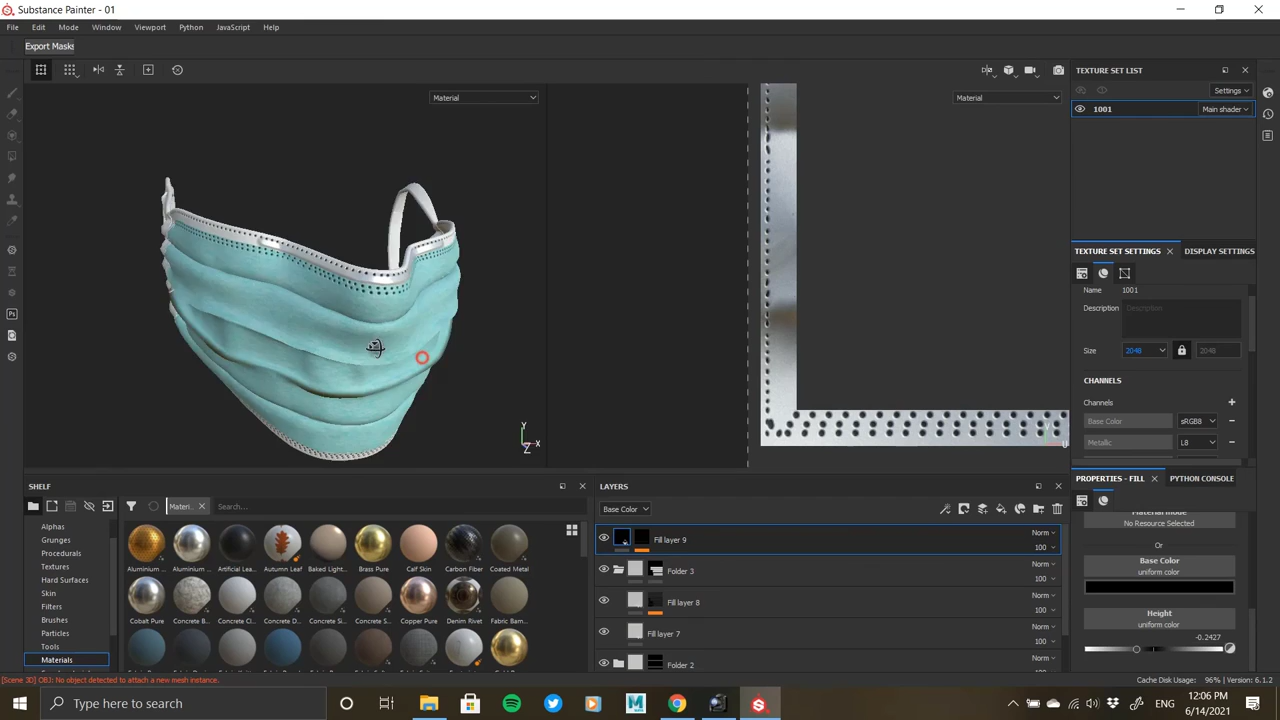 Substance Painter - 01
File Edit Mode Window Viewport Python JavaScript Help
Export Masks
Material
Material
TEXTURE SET LIST
Settings
1001 Main shader
TEXTURE SET SETTINGS DISPLAY SETTINGS
Name 1001
Description Description
Size 2048 2048
CHANNELS
Channels
Base Color sRGB8
Metallic L8
Y
X
Z
V
U
SHELF
Materi...
Search...
Alphas
Grunges
Procedurals
Textures
Hard Surfaces
Skin
Filters
Brushes
Particles
Tools
Materials
Aluminium ... Aluminium ... Artificial Lea... Autumn Leaf Baked Light... Brass Pure Calf Skin Carbon Fiber Coated Metal
Cobalt Pure Concrete B... Concrete C... Concrete D... Concrete Si... Concrete S... Copper Pure Denim Rivet Fabric Bam...
LAYERS
Base Color
Fill layer 9 Norm
100
Folder 3 Norm
100
Fill layer 8 Norm
100
Fill layer 7 Norm
100
Folder 2 Norm
PROPERTIES - FILL PYTHON CONSOLE
Material mode
No Resource Selected
Or
Base Color
uniform color
Height
uniform color
-0.2427
[Scene 3D] OBJ: No object detected to attach a new mesh instance.
Cache Disk Usage: 96% | Version: 6.1.2
Type here to search
ENG
12:06 PM
6/14/2021